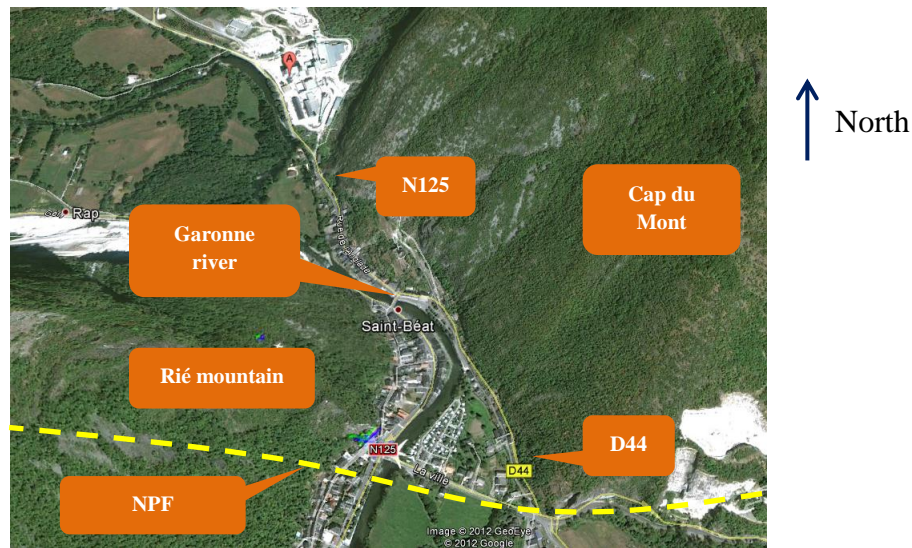 A
N125
North
Cap du
Mont
Rap
Garonne
river
Saint-Béat
Rié mountain
N125
La ville
D44
D44
NPF
Image © 2012 GeoEye
© 2012 Google